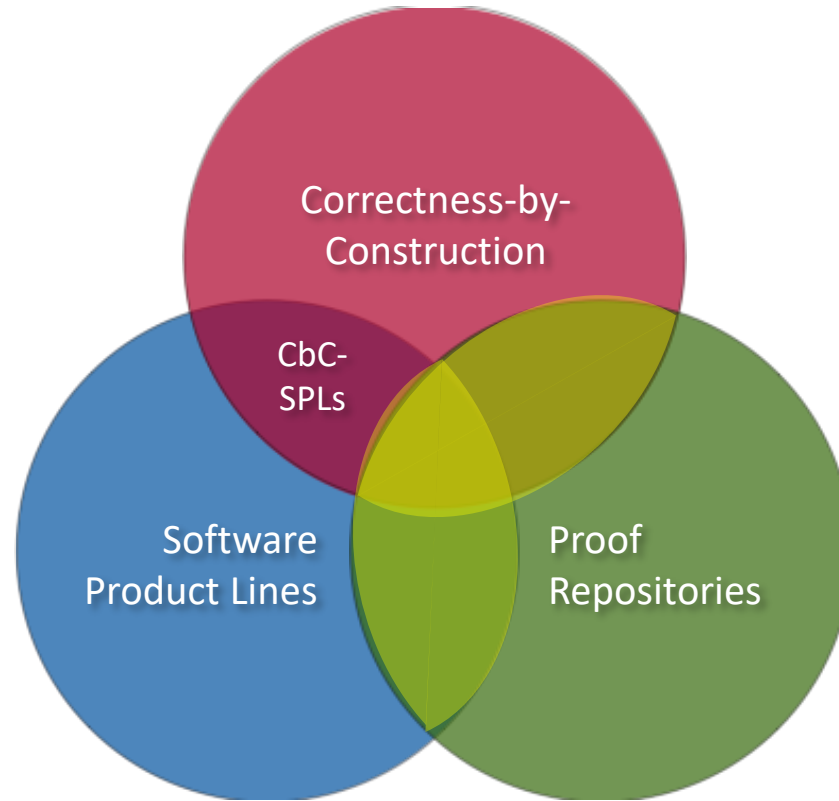 Correctness-by-
Construction
CbC-
SPLs
Software
Product Lines
Proof
Repositories